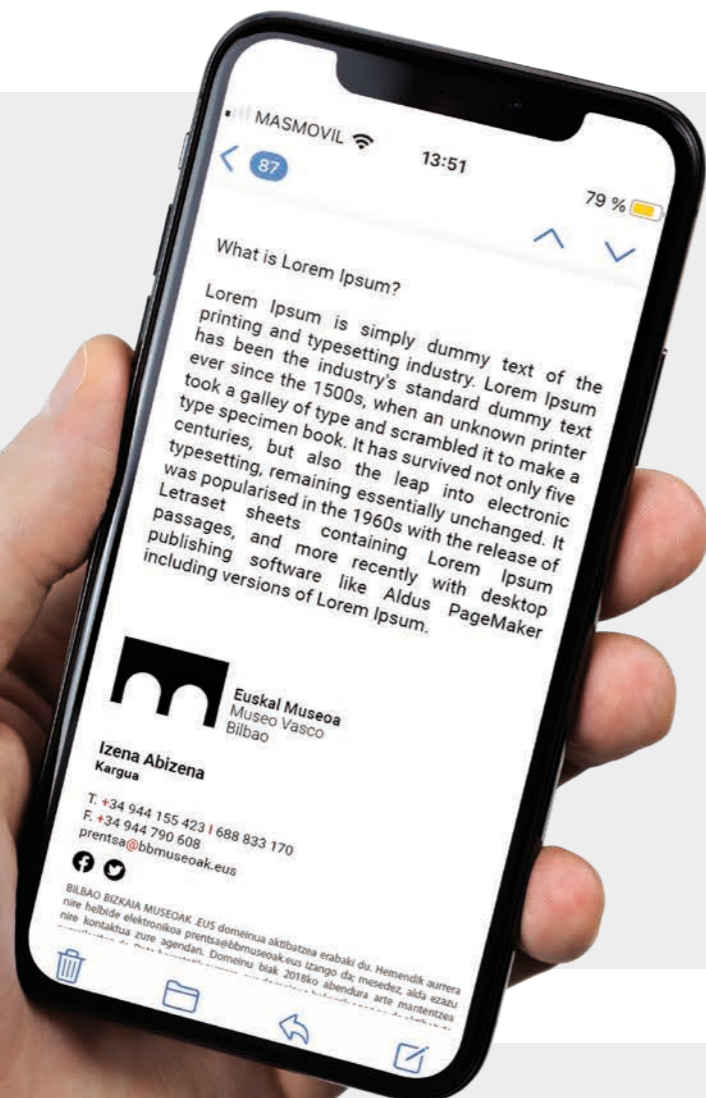 MASMOVIL
13:51
79 %
87
What is Lorem Ipsum?
Lorem Ipsum is simply dummy text of the
printing and typesetting industry. Lorem Ipsum
has been the industry's standard dummy text
ever since the 1500s, when an unknown printer
took a galley of type and scrambled it to make a
type specimen book. It has survived not only five
centuries, but also the leap into electronic
typesetting, remaining essentially unchanged. It
was popularised in the 1960s with the release of
Letraset sheets containing Lorem Ipsum
passages, and more recently with desktop
publishing software like Aldus PageMaker
including versions of Lorem Ipsum.
Euskal Museoa
Museo Vasco
Bilbao
Izena Abizena
Kargua
T. +34 944 155 423 | 688 833 170
F. +34 944 790 608
prentsa@bbmuseoak.eus
BILBAO BIZKAIA MUSEOAK .EUS domeinua aktibatzea erabaki du. Hemendik aurrera
nire helbide elektronikoa prentsa@bbmuseoak.eus izango da; mesedez, alda ezazu
nire kontaktua zure agendan. Domeinu biak 2018ko abendura arte mantentzea